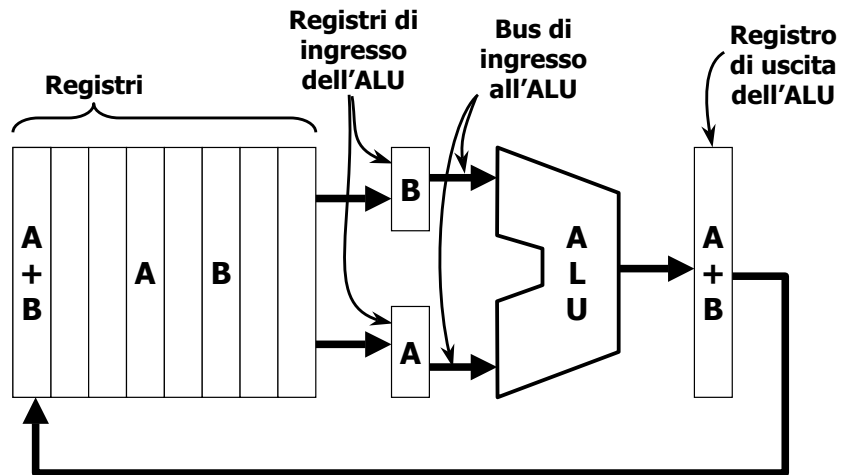 Registri
Registri di
ingresso
dell'ALU
Bus di
ingresso
all'ALU
Registro
di uscita
dell'ALU
A
+
B
A
B
B
A
A
L
U
A
+
B